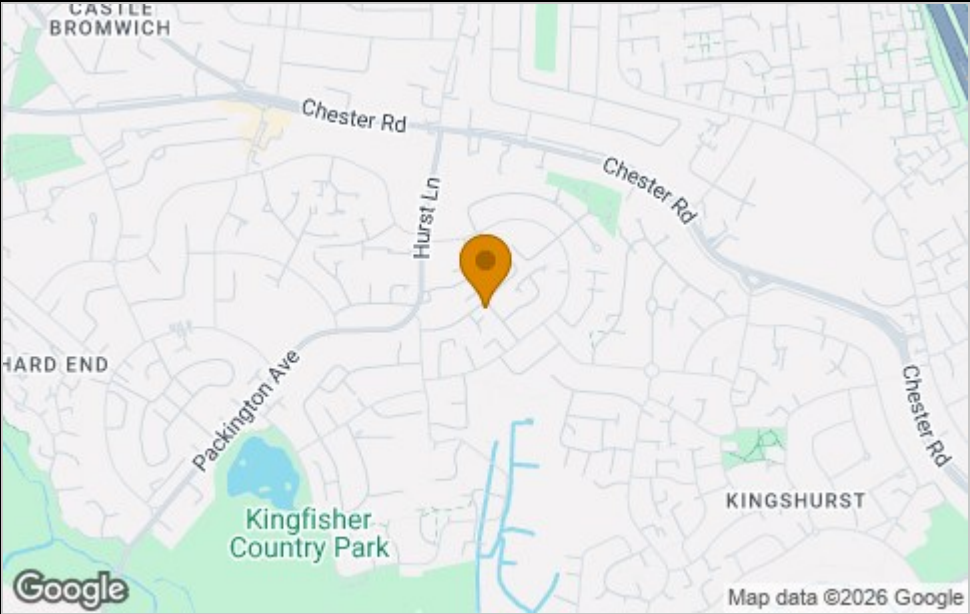 CASTLE
BROMWICH
Chester Rd
Chester Rd
Hurst Ln
HARD END
Packington Ave
Chester Rd
KINGSHURST
Kingfisher
Country Park
Google
Map data ©2026 Google